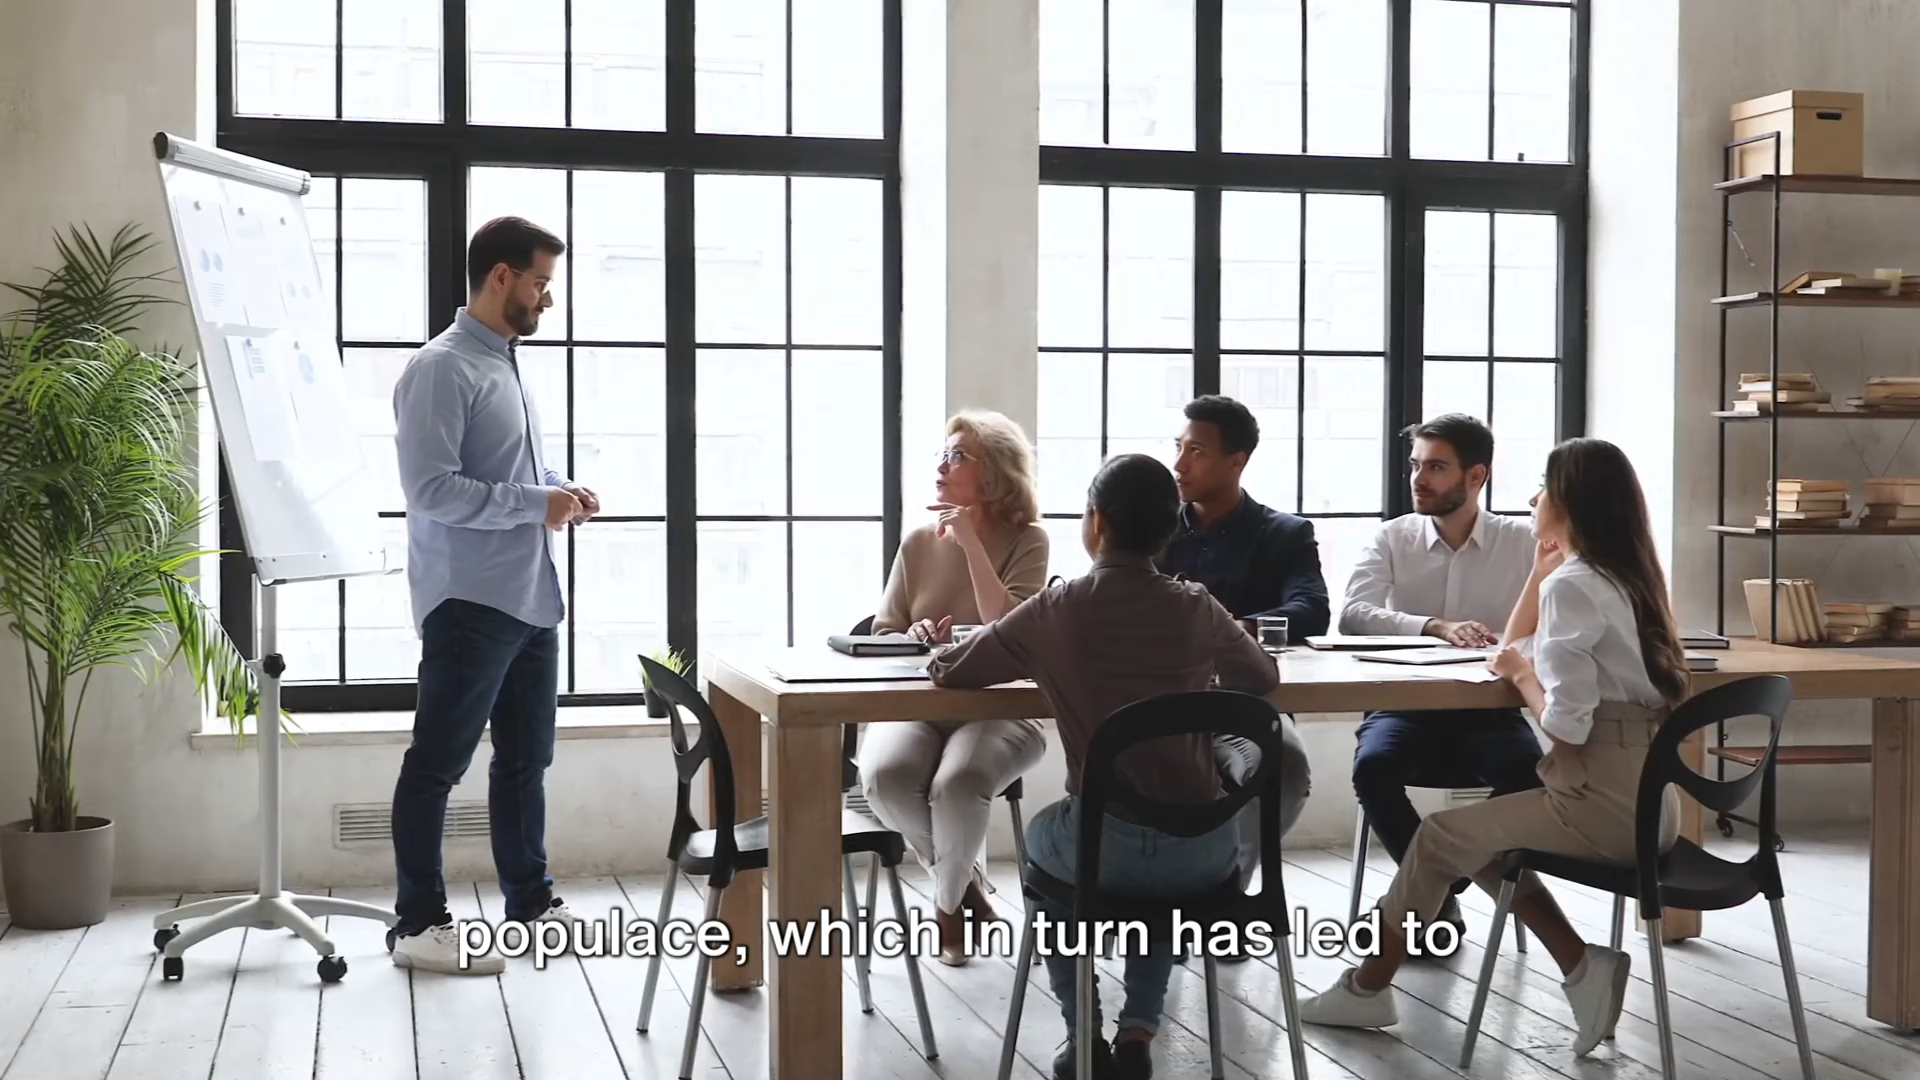 populace, which in turn has led to